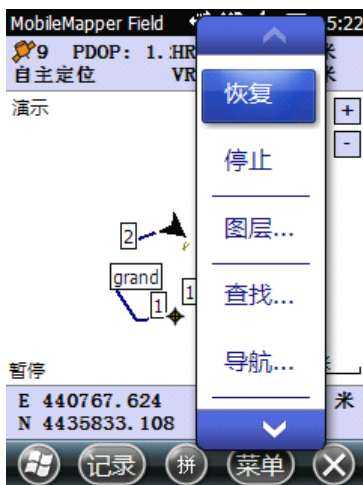 MobileMapper Field 5:22
9 PDOP: 1. HR
自主定位 VR 米
演示
+
-
恢复
停止
图层...
查找...
导航...
2
grand
1
1
暂停
E 440767.624 米
N 4435833.108
记录 拼 菜单